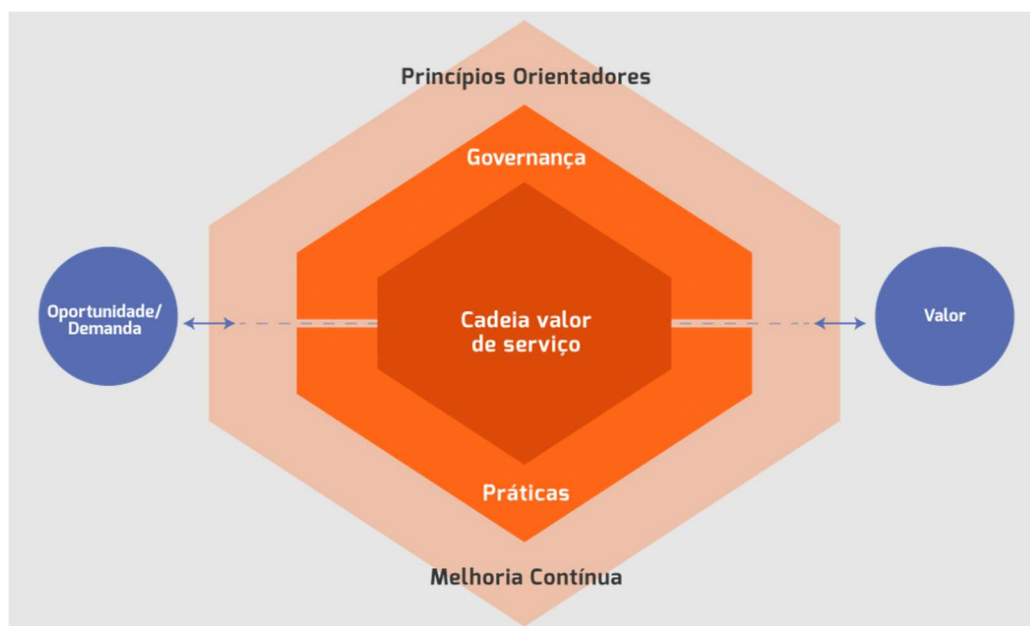 Princípios Orientadores
Governança
Oportunidade/
Demanda
Cadeia valor
de serviço
Valor
Práticas
Melhoria Contínua